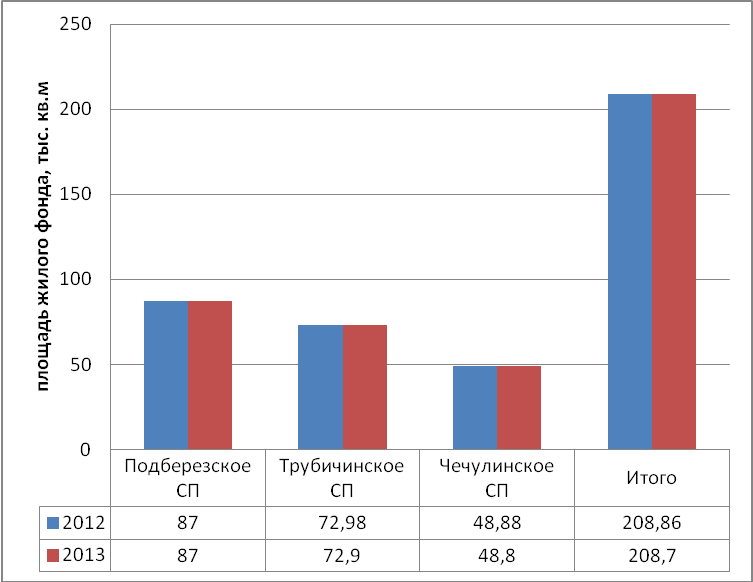 площадь жилого фонда, тыс. кв.м
250
200
150
100
50
0
Подберезское СП Трубичинское СП Чечулинское СП Итого
2012 87 72,98 48,88 208,86
2013 87 72,9 48,8 208,7